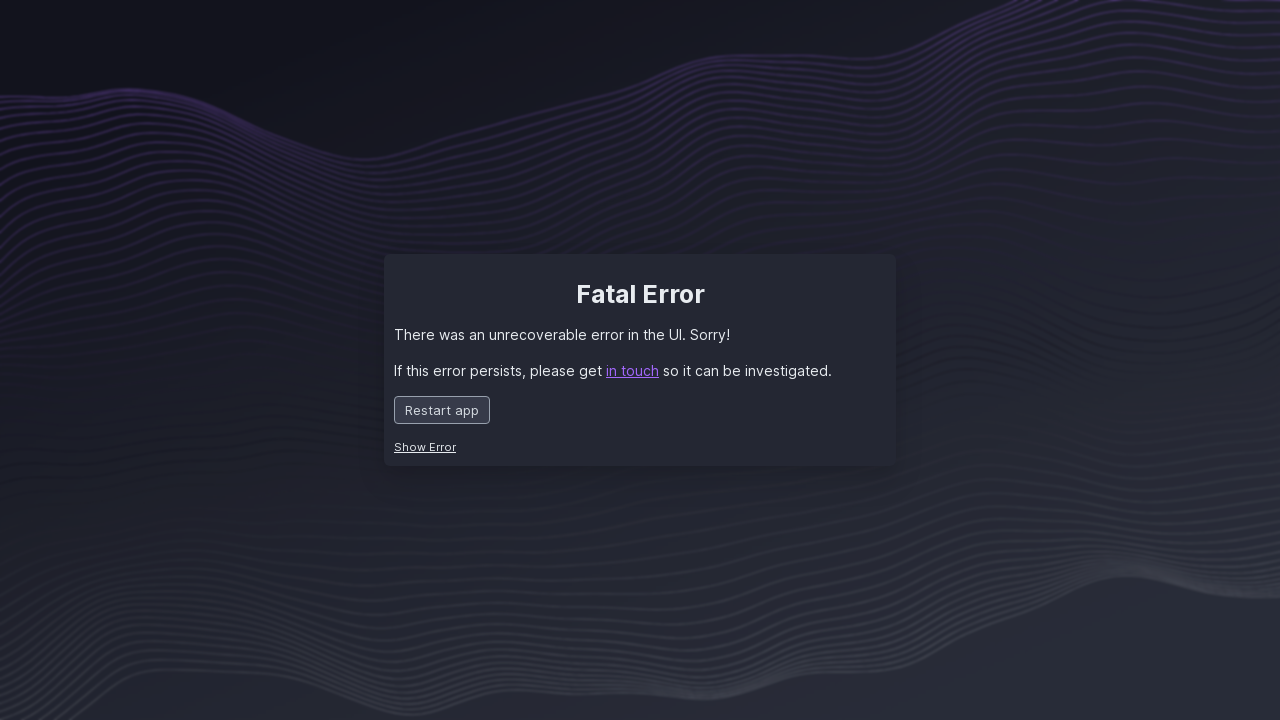 Fatal Error
There was an unrecoverable error in the UI. Sorry!
If this error persists, please get in touch so it can be investigated.
Restart app
Show Error